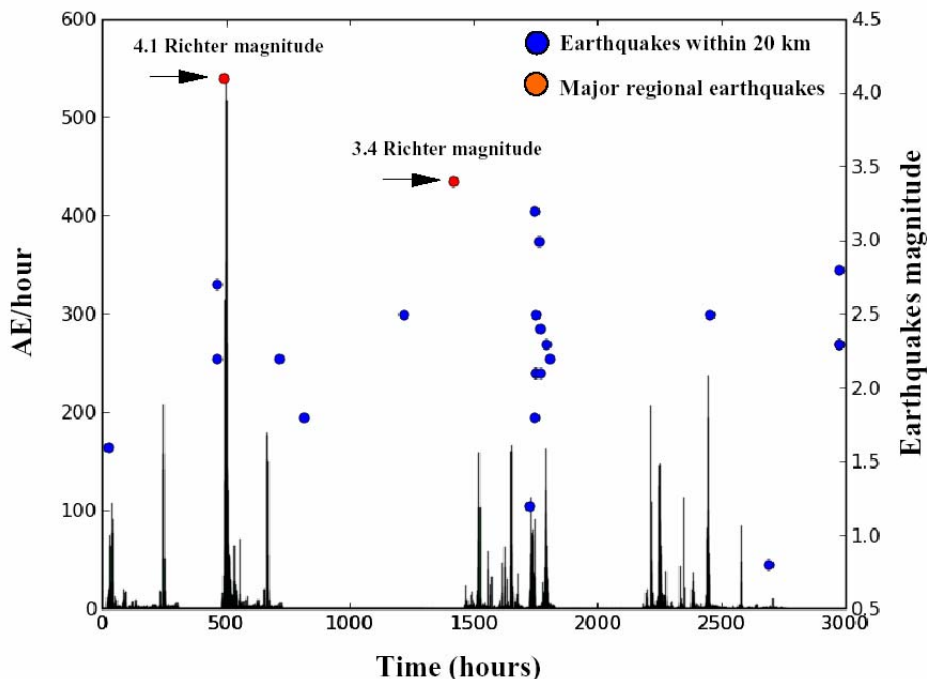 600
500
400
300
200
100
0
AE/hour
4.1 Richter magnitude
3.4 Richter magnitude
Earthquakes within 20 km
Major regional earthquakes
4.5
4.0
3.5
3.0
2.5
2.0
1.5
1.0
0.5
Earthquakes magnitude
0 500 1000 1500 2000 2500 3000
Time (hours)